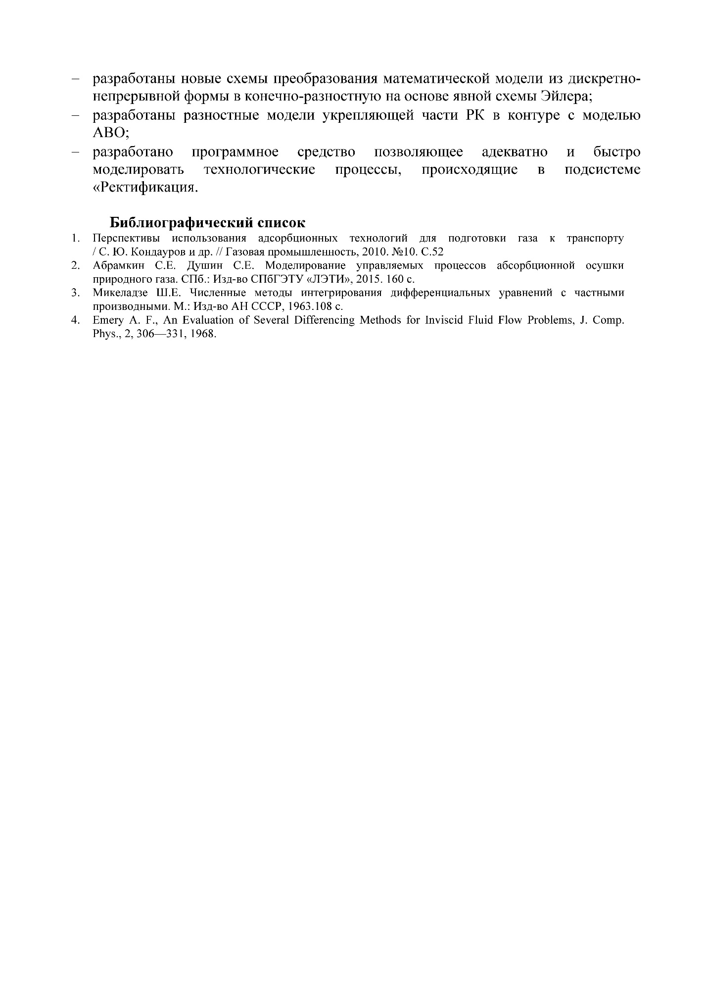 – разработаны новые схемы преобразования математической модели из дискретно-
непрерывной формы в конечно-разностную на основе явной схемы Эйлера;
– разработаны разностные модели укрепляющей части РК в контуре с моделью
АВО;
– разработано программное средство позволяющее адекватно и быстро
моделировать технологические процессы, происходящие в подсистеме
«Ректификация.
Библиографический список
1. Перспективы использования адсорбционных технологий для подготовки газа к транспорту
/ С. Ю. Кондауров и др. // Газовая промышленность, 2010. №10. С.52
2. Абрамкин С.Е. Душин С.Е. Моделирование управляемых процессов абсорбционной осушки
природного газа. СПб.: Изд-во СПбГЭТУ «ЛЭТИ», 2015. 160 с.
3. Микеладзе Ш.Е. Численные методы интегрирования дифференциальных уравнений с частными
производными. М.: Изд-во АН СССР, 1963.108 с.
4. Emery A. F., An Evaluation of Several Differencing Methods for Inviscid Fluid Flow Problems, J. Comp.
Phys., 2, 306—331, 1968.